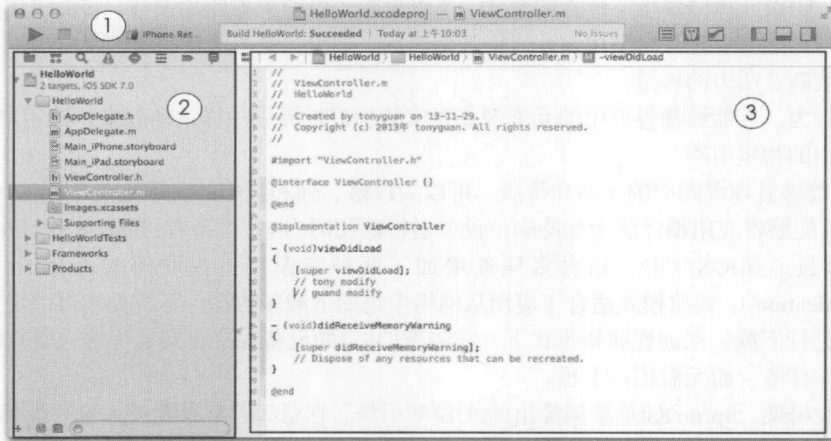 HelloWorld.xcodeproj — ViewController.m
①
iPhone Ret...
Build HelloWorld: Succeeded | Today at 上午10:03
No Issues
HelloWorld
2 targets, iOS SDK 7.0
HelloWorld
AppDelegate.h
AppDelegate.m
Main_iPhone.storyboard
Main_iPad.storyboard
ViewController.h
ViewController.m
Images.xcassets
Supporting Files
HelloWorldTests
Frameworks
Products
②
HelloWorld 〉 HelloWorld 〉 ViewController.m 〉 M -viewDidLoad
//
//  ViewController.m
//  HelloWorld
//
//  Created by tonyguan on 13-11-29.
//  Copyright (c) 2013年 tonyguan. All rights reserved.
//
#import "ViewController.h"
@interface ViewController ()
@end
@implementation ViewController
- (void)viewDidLoad
{
[super viewDidLoad];
// tony modify
// guand modify
}
- (void)didReceiveMemoryWarning
{
[super didReceiveMemoryWarning];
// Dispose of any resources that can be recreated.
}
@end
③